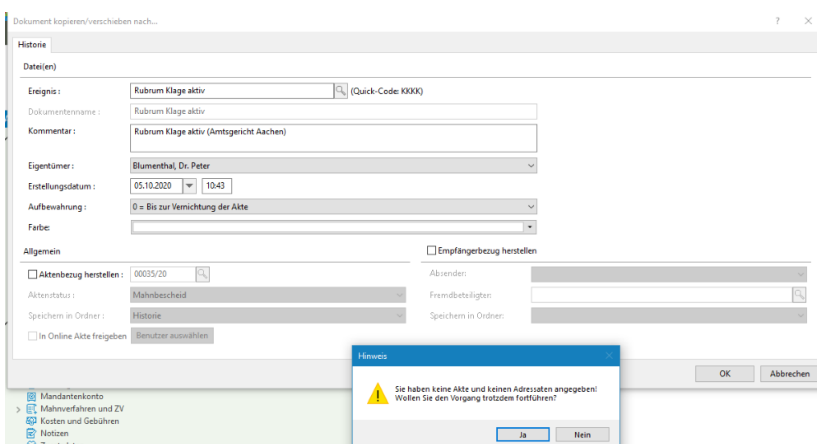 Dokument kopieren/verschieben nach...
Historie
Datei(en)
Ereignis: Rubrum Klage aktiv (Quick-Code: KKKK)
Dokumentenname: Rubrum Klage aktiv
Kommentar: Rubrum Klage aktiv (Amtsgericht Aachen)
Eigentümer: Blumenthal, Dr. Peter
Erstellungsdatum: 05.10.2020 10:43
Aufbewahrung: 0 = Bis zur Vernichtung der Akte
Farbe:
Allgemein
Aktenbezug herstellen: 00035/20
Aktenstatus: Mahnbescheid
Speichern in Ordner: Historie
In Online Akte freigeben Benutzer auswählen
Empfängerbezug herstellen
Absender:
Fremdbeteiligten:
Speichern in Ordner:
Hinweis
Sie haben keine Akte und keinen Adressaten angegeben!
Wollen Sie den Vorgang trotzdem fortführen?
Ja Nein
OK Abbrechen
Mandantenkonto
Mahnverfahren und ZV
Kosten und Gebühren
Notizen